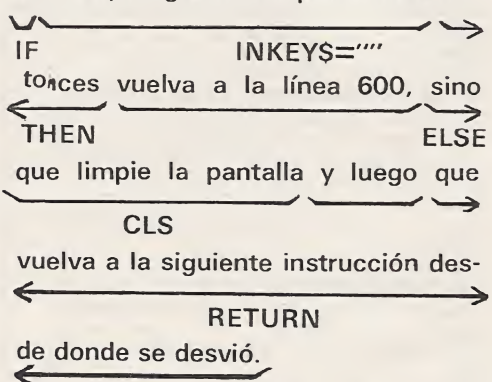 IF INKEY$=""
tonces vuelva a la línea 600, sino
THEN ELSE
que limpie la pantalla y luego que
CLS
vuelva a la siguiente instrucción des-
RETURN
de donde se desvió.